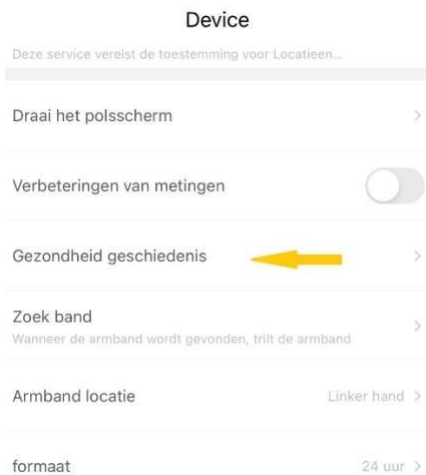 Device
Deze service vereist de toestemming voor Locatieen...
Draai het polsscherm
Verbeteringen van metingen
Gezondheid geschiedenis
Zoek band
Wanneer de armband wordt gevonden, trilt de armband
Armband locatie Linker hand
formaat 24 uur